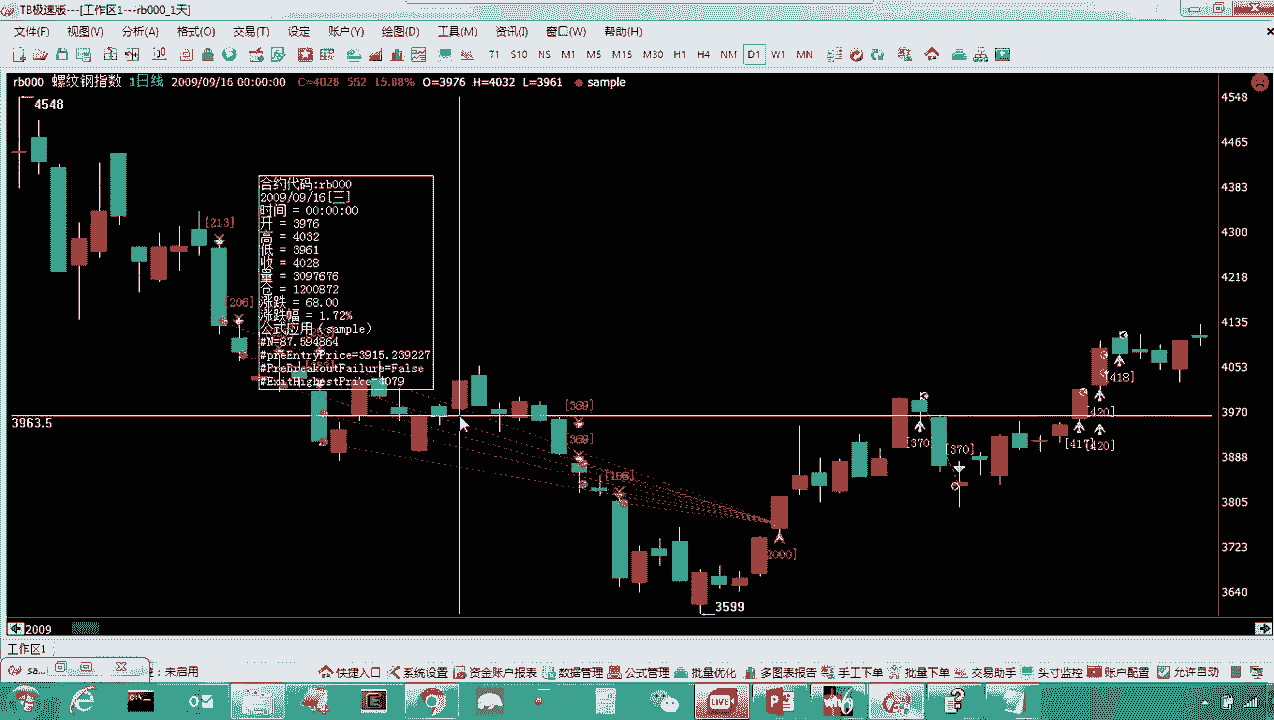 TB极速版---[工作区1---rb000_1天]
文件(F) 视图(V) 分析(A) 格式(O) 交易(T) 设定 账户(Y) 绘图(D) 工具(M) 资讯(I) 窗口(W) 帮助(H)
T1 S10 NS M1 M5 M15 M30 H1 H4 NM D1 W1 MN
rb000 螺纹钢指数 1日线 2009/09/16 00:00:00 C=4028 O=3976 H=4032 L=3961 sample
4548
4548
4465
4383
合约代码:rb000
2009/09/16[三]
时间 = 00:00:00
开 = 3976
高 = 4032
低 = 3961
收 = 4028
量 = 3097676
仓 = 1200872
涨跌 = 68.00
涨跌幅 = 1.72%
公式应用 (sample)
#N=87.594864
#preEntryPrice=3915.239227
#PreBreakoutFailure=False
#ExitHighestPrice=4079
[213]
4300
4218
[206]
4135
4053
[418]
[369]
[420]
3970
3963.5
[369]
[370]
[370]
[417]
[420]
3888
3805
3723
3640
3599
2009
工作区1
未启用 快捷入口 系统设置 资金账户报表 数据管理 公式管理 批量优化 多图表报告 手工下单 批量下单 交易助手 头寸监控 账户配置 允许自动